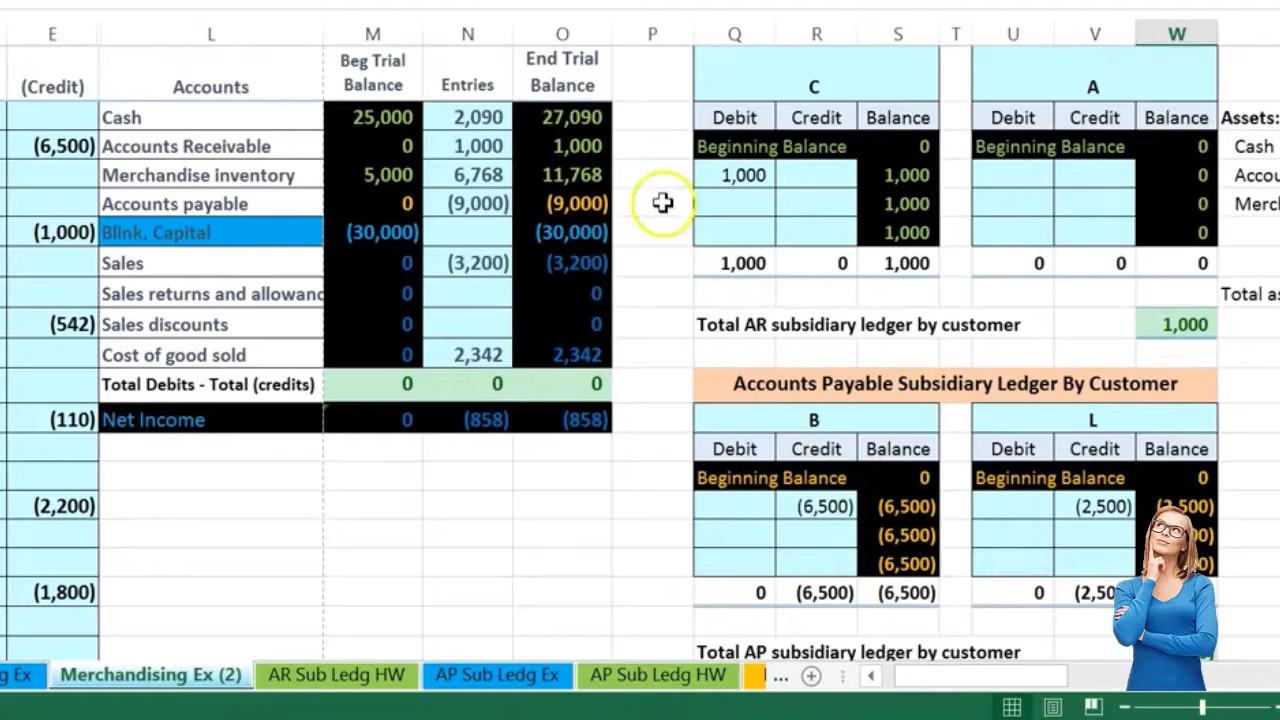 E L M N O P Q R S T U V W
(Credit) Accounts Beg Trial Balance Entries End Trial Balance C A
Debit Credit Balance Debit Credit Balance Assets:
Cash 25,000 2,090 27,090
(6,500) Accounts Receivable 0 1,000 1,000 Beginning Balance 0 Beginning Balance 0 Cash
Merchandise inventory 5,000 6,768 11,768 1,000 1,000 0 Accou
Accounts payable 0 (9,000) (9,000) 1,000 0 Merch
(1,000) Blink. Capital (30,000) (30,000) 1,000 0
Sales 0 (3,200) (3,200) 1,000 0 1,000 0 0 0
Sales returns and allowanc 0 0 Total as
(542) Sales discounts 0 0 Total AR subsidiary ledger by customer 1,000
Cost of good sold 0 2,342 2,342
Total Debits - Total (credits) 0 0 0 Accounts Payable Subsidiary Ledger By Customer
(110) Net Income 0 (858) (858) B L
Debit Credit Balance Debit Credit Balance
Beginning Balance 0 Beginning Balance 0
(2,200) (6,500) (6,500) (2,500)
(6,500)
(6,500)
(1,800) 0 (6,500) (6,500) 0
Total AP subsidiary ledger by customer
g Ex Merchandising Ex (2) AR Sub Ledg HW AP Sub Ledg Ex AP Sub Ledg HW ...